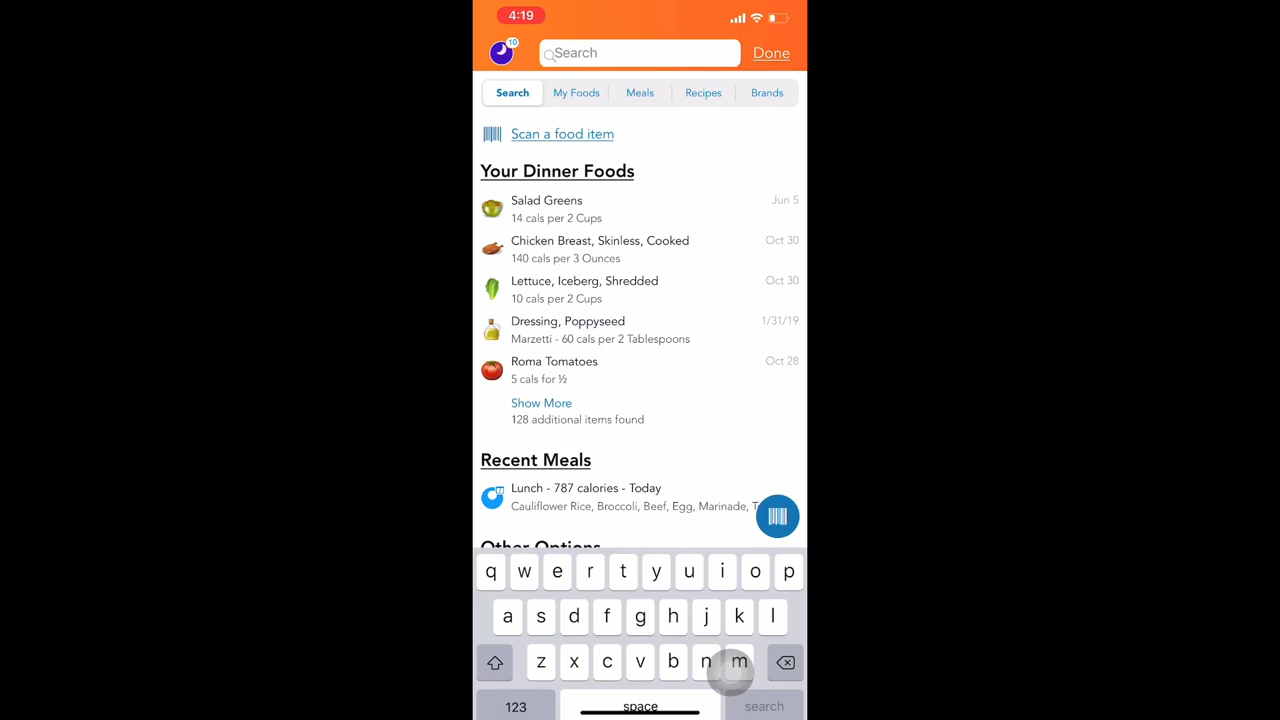 4:19
10
Search
Done
Search
My Foods
Meals
Recipes
Brands
Scan a food item
Your Dinner Foods
Salad Greens
Jun 5
14 cals per 2 Cups
Chicken Breast, Skinless, Cooked
Oct 30
140 cals per 3 Ounces
Lettuce, Iceberg, Shredded
Oct 30
10 cals per 2 Cups
Dressing, Poppyseed
1/31/19
Marzetti - 60 cals per 2 Tablespoons
Roma Tomatoes
Oct 28
5 cals for ½
Show More
128 additional items found
Recent Meals
Lunch - 787 calories - Today
Cauliflower Rice, Broccoli, Beef, Egg, Marinade, T
Other Options
q w e r t y u i o p
a s d f g h j k l
z x c v b n m
123
space
search